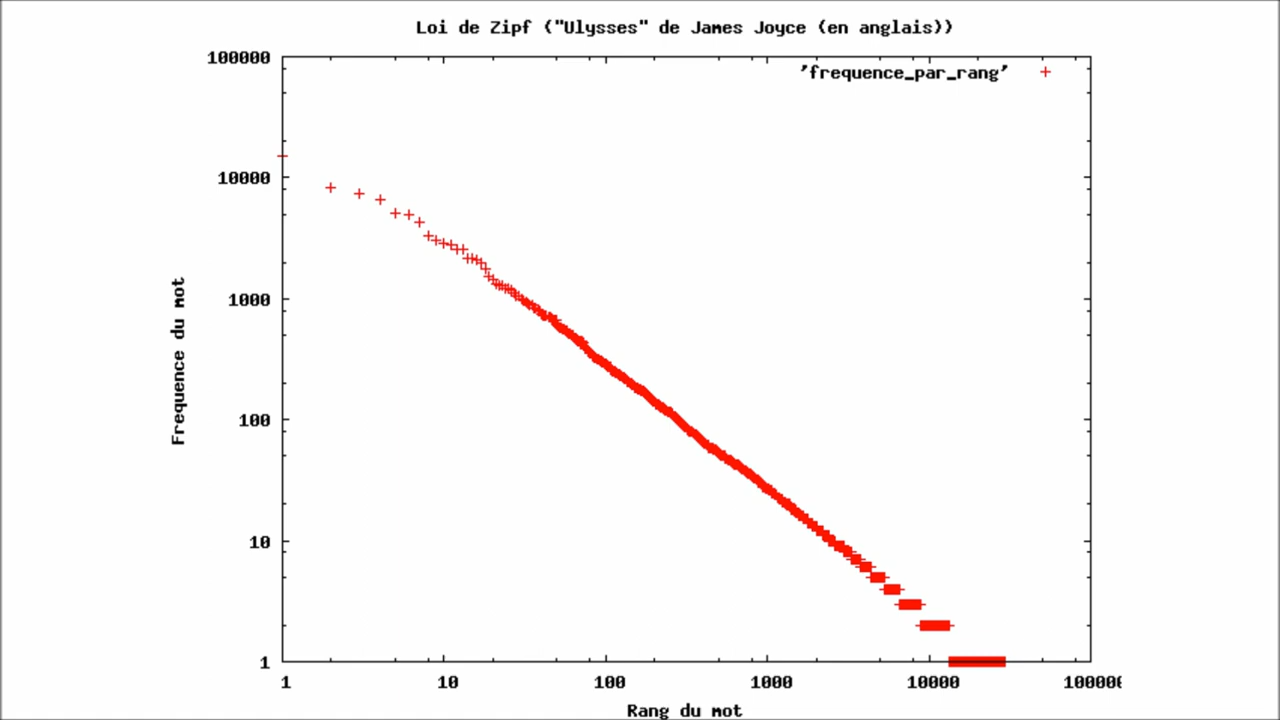 Loi de Zipf ("Ulysses" de James Joyce (en anglais))
'frequence_par_rang'
100000
10000
1000
100
10
1
Frequence du mot
1 10 100 1000 10000 100000
Rang du mot